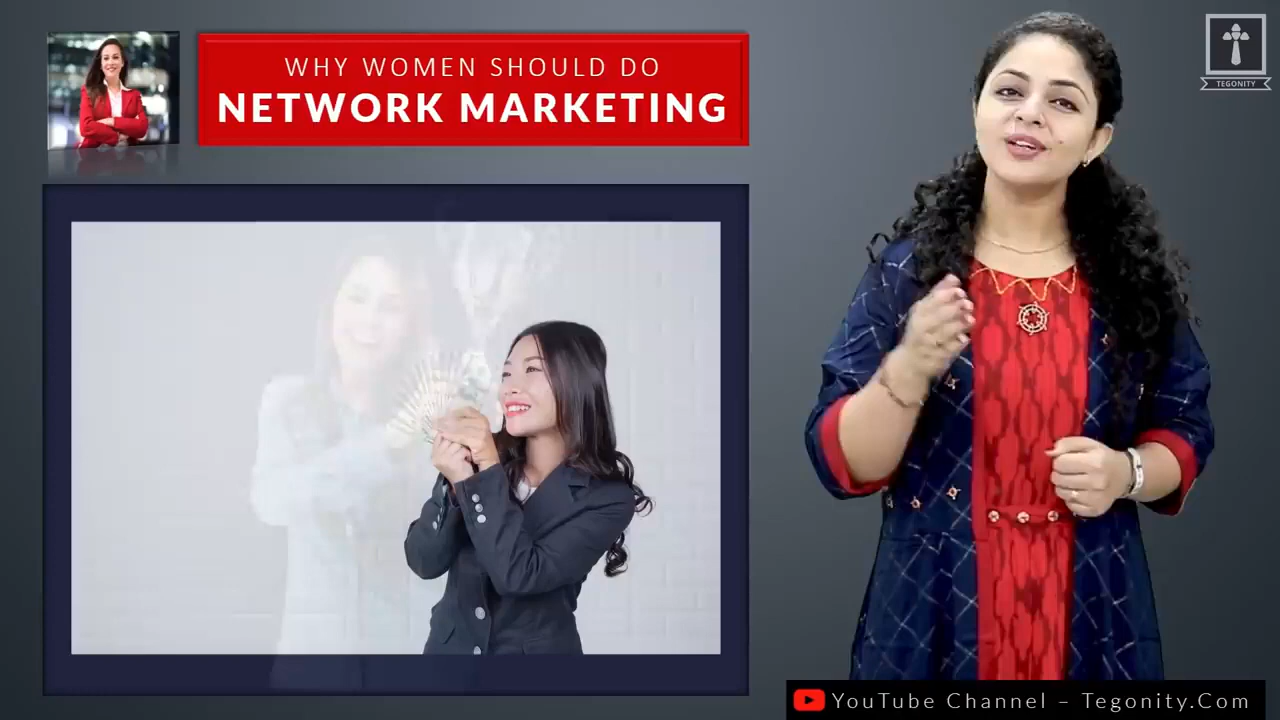 WHY WOMEN SHOULD DO
NETWORK MARKETING
TEGONITY
YouTube Channel – Tegonity.Com